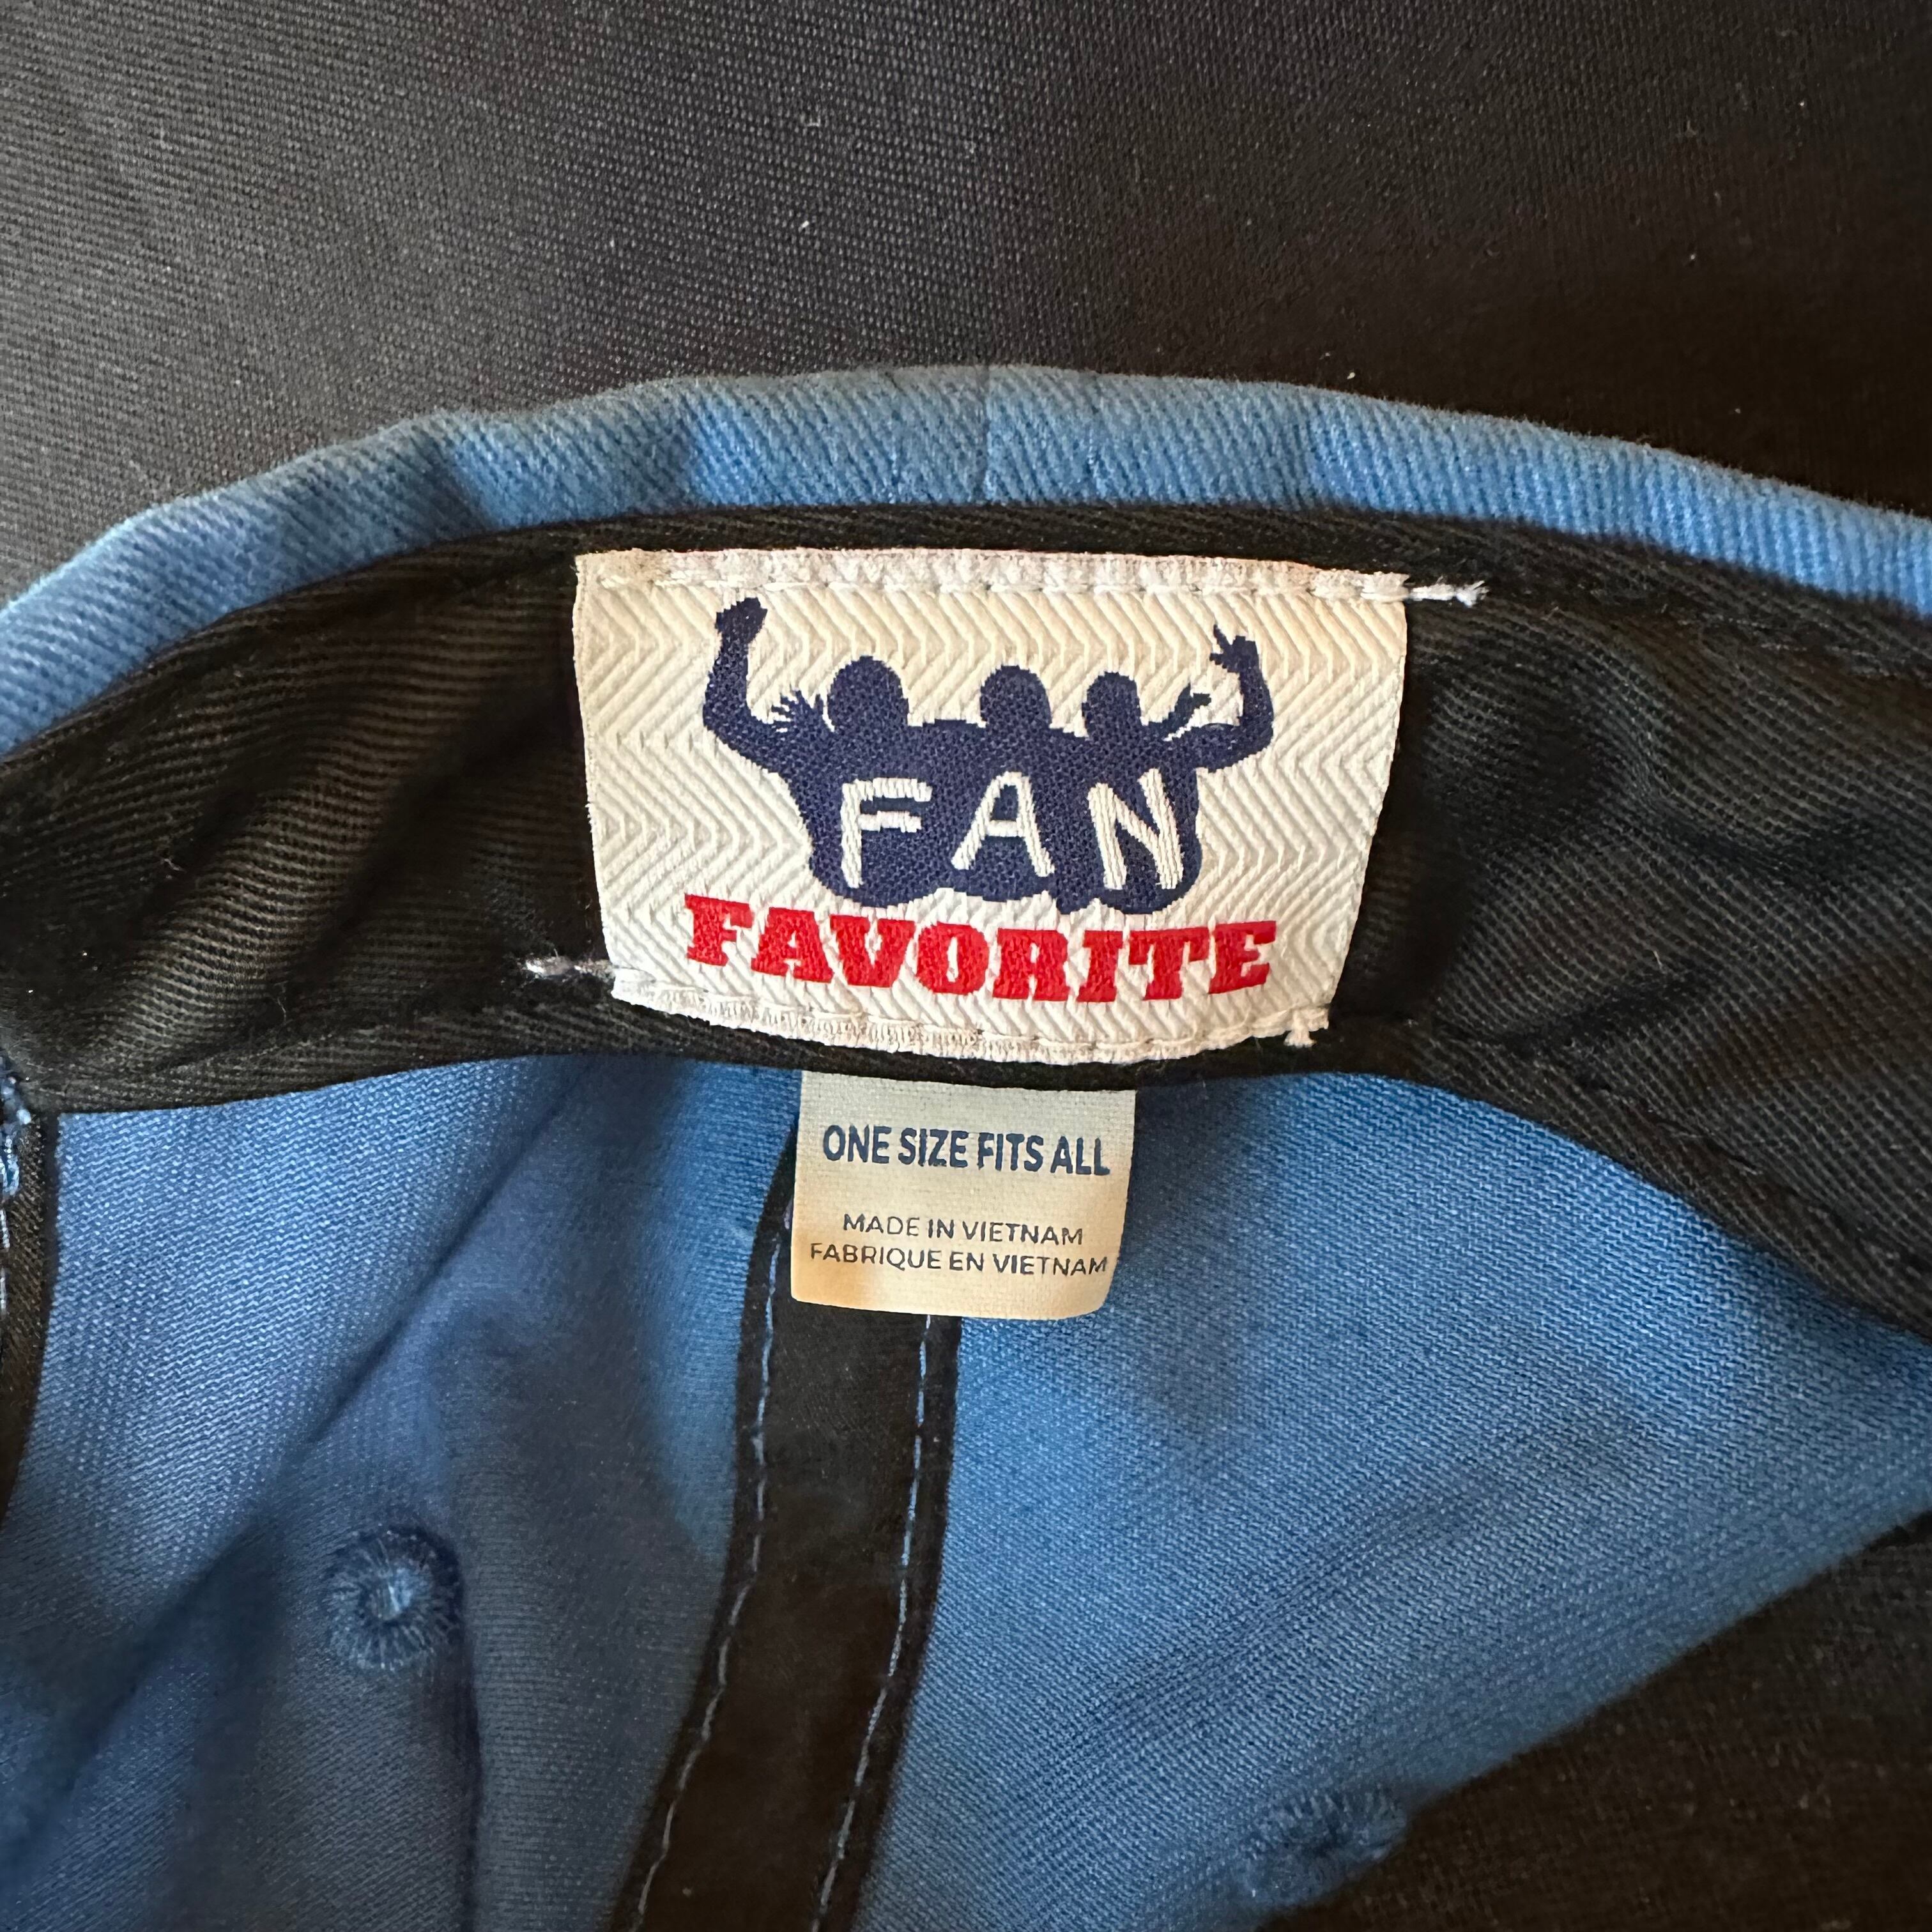 FAN
FAVORITE
ONE SIZE FITS ALL
MADE IN VIETNAM
FABRIQUE EN VIETNAM